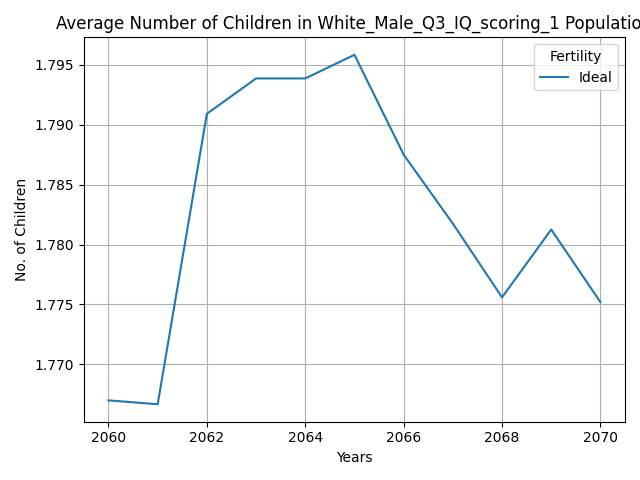 Average Number of Children in White_Male_Q3_IQ_scoring_1 Populatio
Fertility
Ideal
1.795
1.790
1.785
1.780
1.775
1.770
No. of Children
2060
2062
2064
2066
2068
2070
Years